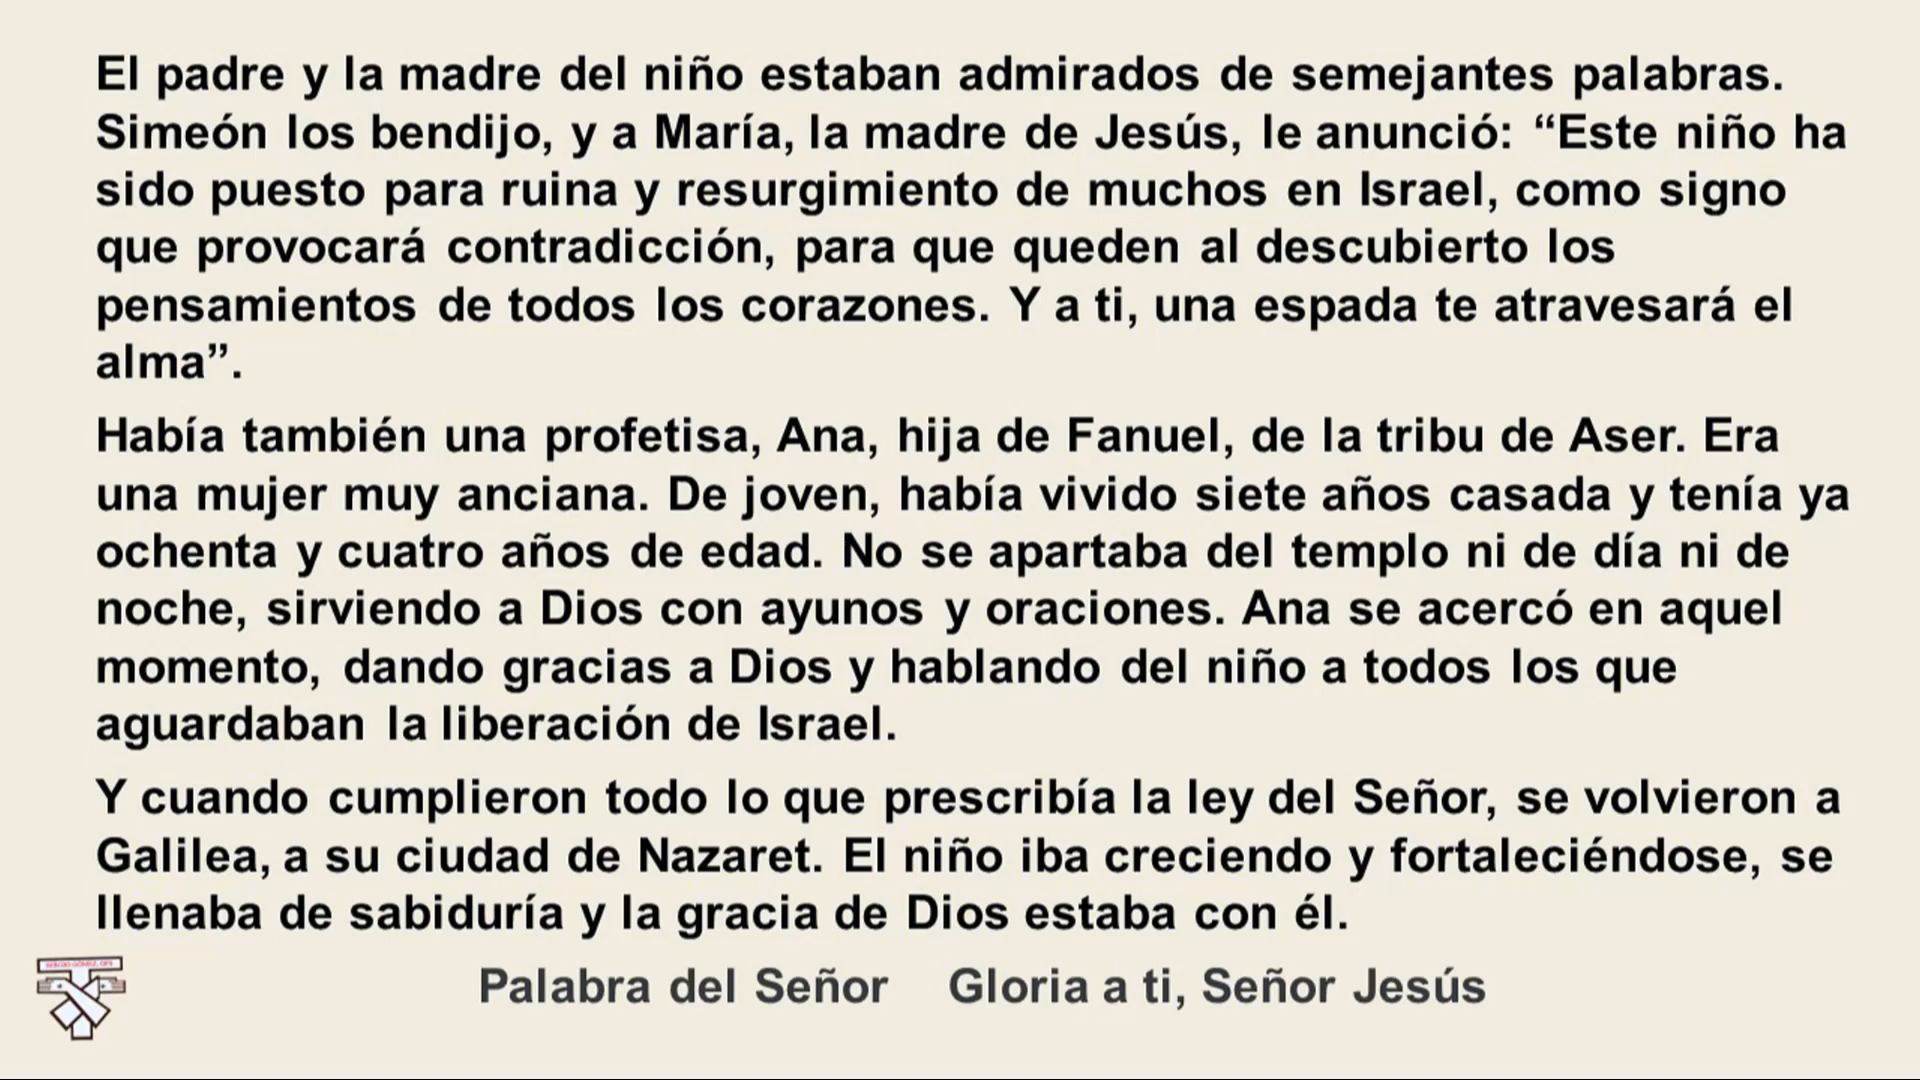 El padre y la madre del niño estaban admirados de semejantes palabras.
Simeón los bendijo, y a María, la madre de Jesús, le anunció: “Este niño ha
sido puesto para ruina y resurgimiento de muchos en Israel, como signo
que provocará contradicción, para que queden al descubierto los
pensamientos de todos los corazones. Y a ti, una espada te atravesará el
alma”.
Había también una profetisa, Ana, hija de Fanuel, de la tribu de Aser. Era
una mujer muy anciana. De joven, había vivido siete años casada y tenía ya
ochenta y cuatro años de edad. No se apartaba del templo ni de día ni de
noche, sirviendo a Dios con ayunos y oraciones. Ana se acercó en aquel
momento, dando gracias a Dios y hablando del niño a todos los que
aguardaban la liberación de Israel.
Y cuando cumplieron todo lo que prescribía la ley del Señor, se volvieron a
Galilea, a su ciudad de Nazaret. El niño iba creciendo y fortaleciéndose, se
llenaba de sabiduría y la gracia de Dios estaba con él.
Palabra del Señor Gloria a ti, Señor Jesús